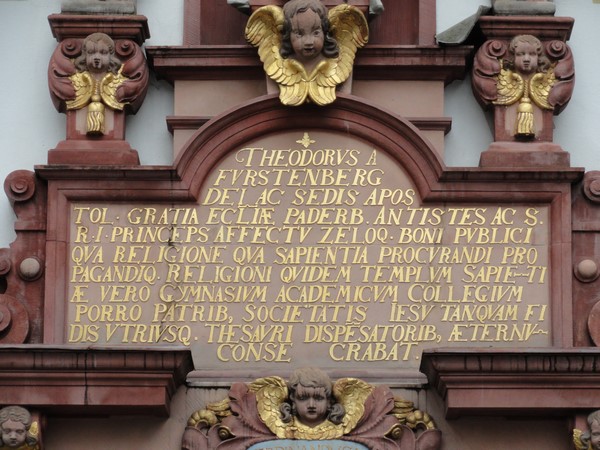 THEODORVS A
FVRSTENBERG
DEI, AC SEDIS APOS
TOL· GRATIA ECLIÆ PADERB. ANTISTES AC S.
R· I· PRINCEPS AFFECTV ZELOQ· BONI PVBLICI
QVA RELIGIONE QVA SAPIENTIA PROCVRANDI PRO
PAGANDIQ· RELIGIONI QVIDEM TEMPLVM SAPIE-TI
Æ VERO GYMNASIVM ACADEMICVM COLLEGIVM
PORRO PATRIB, SOCIETATIS IESV TANQVAM FI
DIS VTRIVSQ. THESAVRI DISPĒSATORIB, ÆTERNV~
CONSE CRABAT.